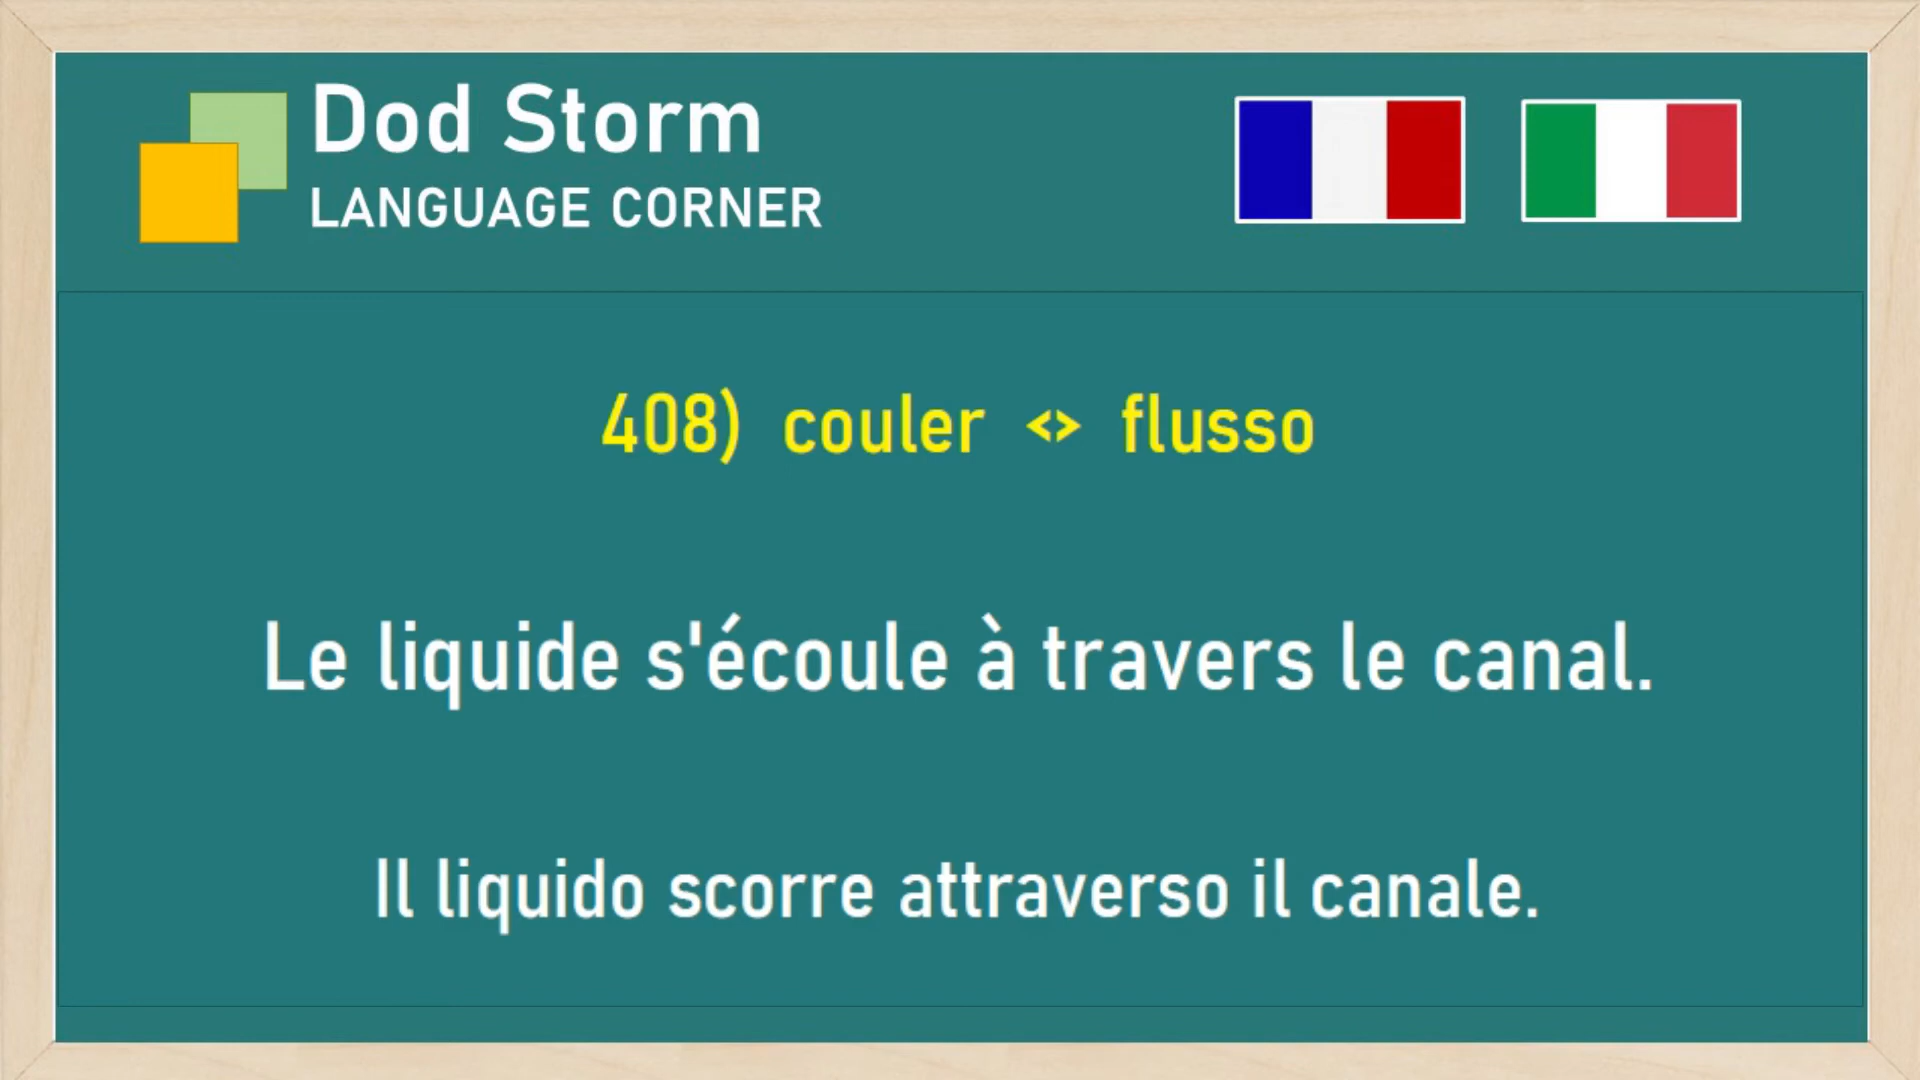 Dod Storm
LANGUAGE CORNER
408) couler <> flusso
Le liquide s'écoule à travers le canal.
Il liquido scorre attraverso il canale.